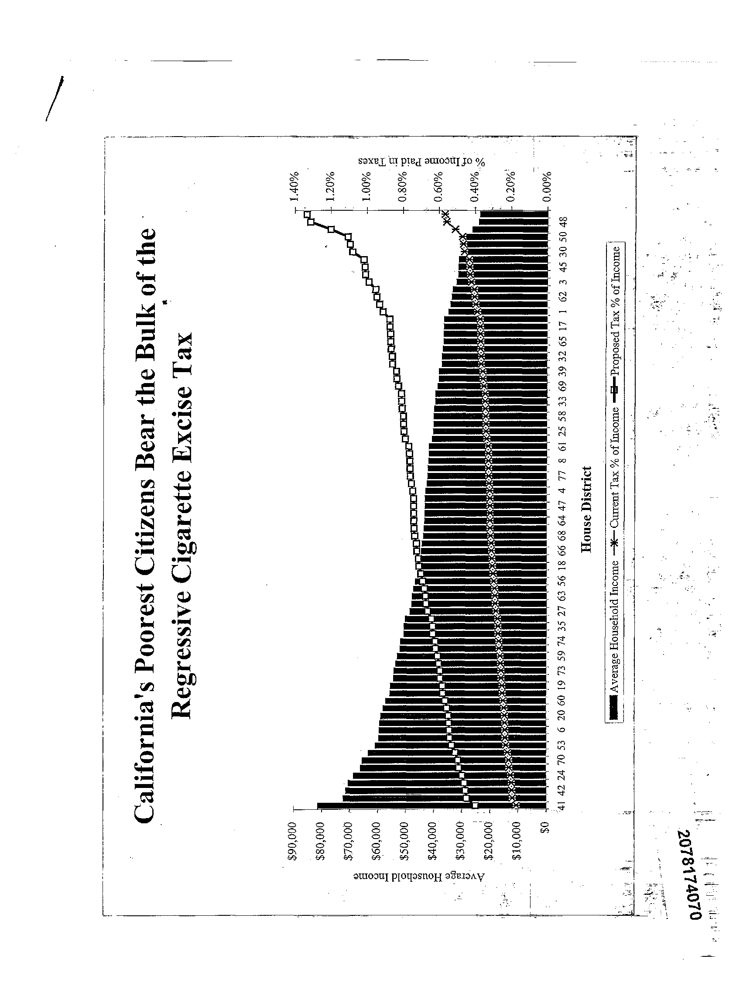 California's Poorest Citizens Bear the Bulk of the
Regressive Cigarette Excise Tax
Average Household Income
$90,000
$80,000
$70,000
$60,000
$50,000
$40,000
$30,000
$20,000
$10,000
$0
% of Income Paid in Taxes
1.40%
1.20%
1.00%
0.80%
0.60%
0.40%
0.20%
0.00%
41 42 24 70 53 6 20 60 19 73 59 74 35 27 63 56 18 66 68 64 47 4 77 8 61 25 58 33 69 39 32 65 17 1 62 3 45 30 50 48
House District
Average Household Income Current Tax % of Income Proposed Tax % of Income
2078174070